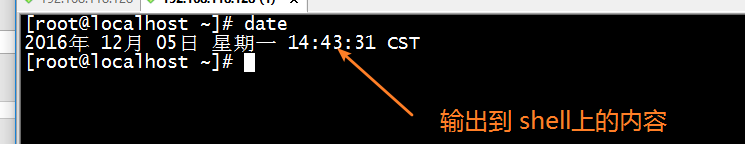 [root@localhost ~]# date
2016年 12月 05日 星期一 14:43:31 CST
[root@localhost ~]#
输出到 shell上的内容